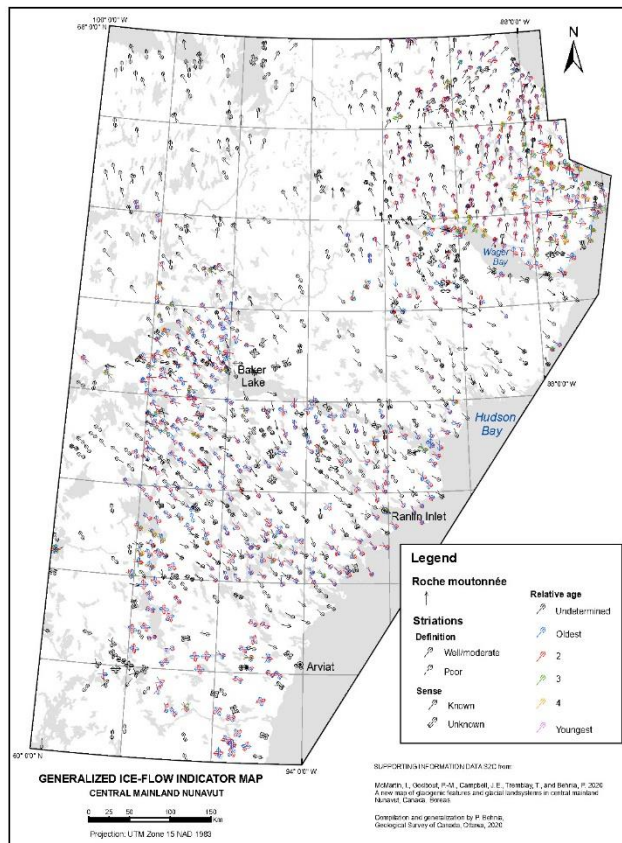 100° 0' 0" W
68° 0' 0" N
88° 0' 0" W
N
Wager
Bay
Baker
Lake
88° 0' 0" W
Hudson
Bay
Rankin Inlet
Arviat
60° 0' 0" N
94° 0' 0" W
Legend
Roche moutonnée
Striations
Definition
Well/moderate
Poor
Sense
Known
Unknown
Relative age
Undetermined
Oldest
2
3
4
Youngest
GENERALIZED ICE-FLOW INDICATOR MAP
CENTRAL MAINLAND NUNAVUT
0 25 50 100 150
Km
Projection: UTM Zone 15 NAD 1983
SUPPORTING INFORMATION DATA S2C from:
McMartin, I., Godbout, P.-M., Campbell, J. E., Tremblay, T., and Behnia, P. 2020
A new map of glacigenic features and glacial landsystems in central mainland
Nunavut, Canada. Boreas
Compilation and generalization by P. Behnia,
Geological Survey of Canada, Ottawa, 2020